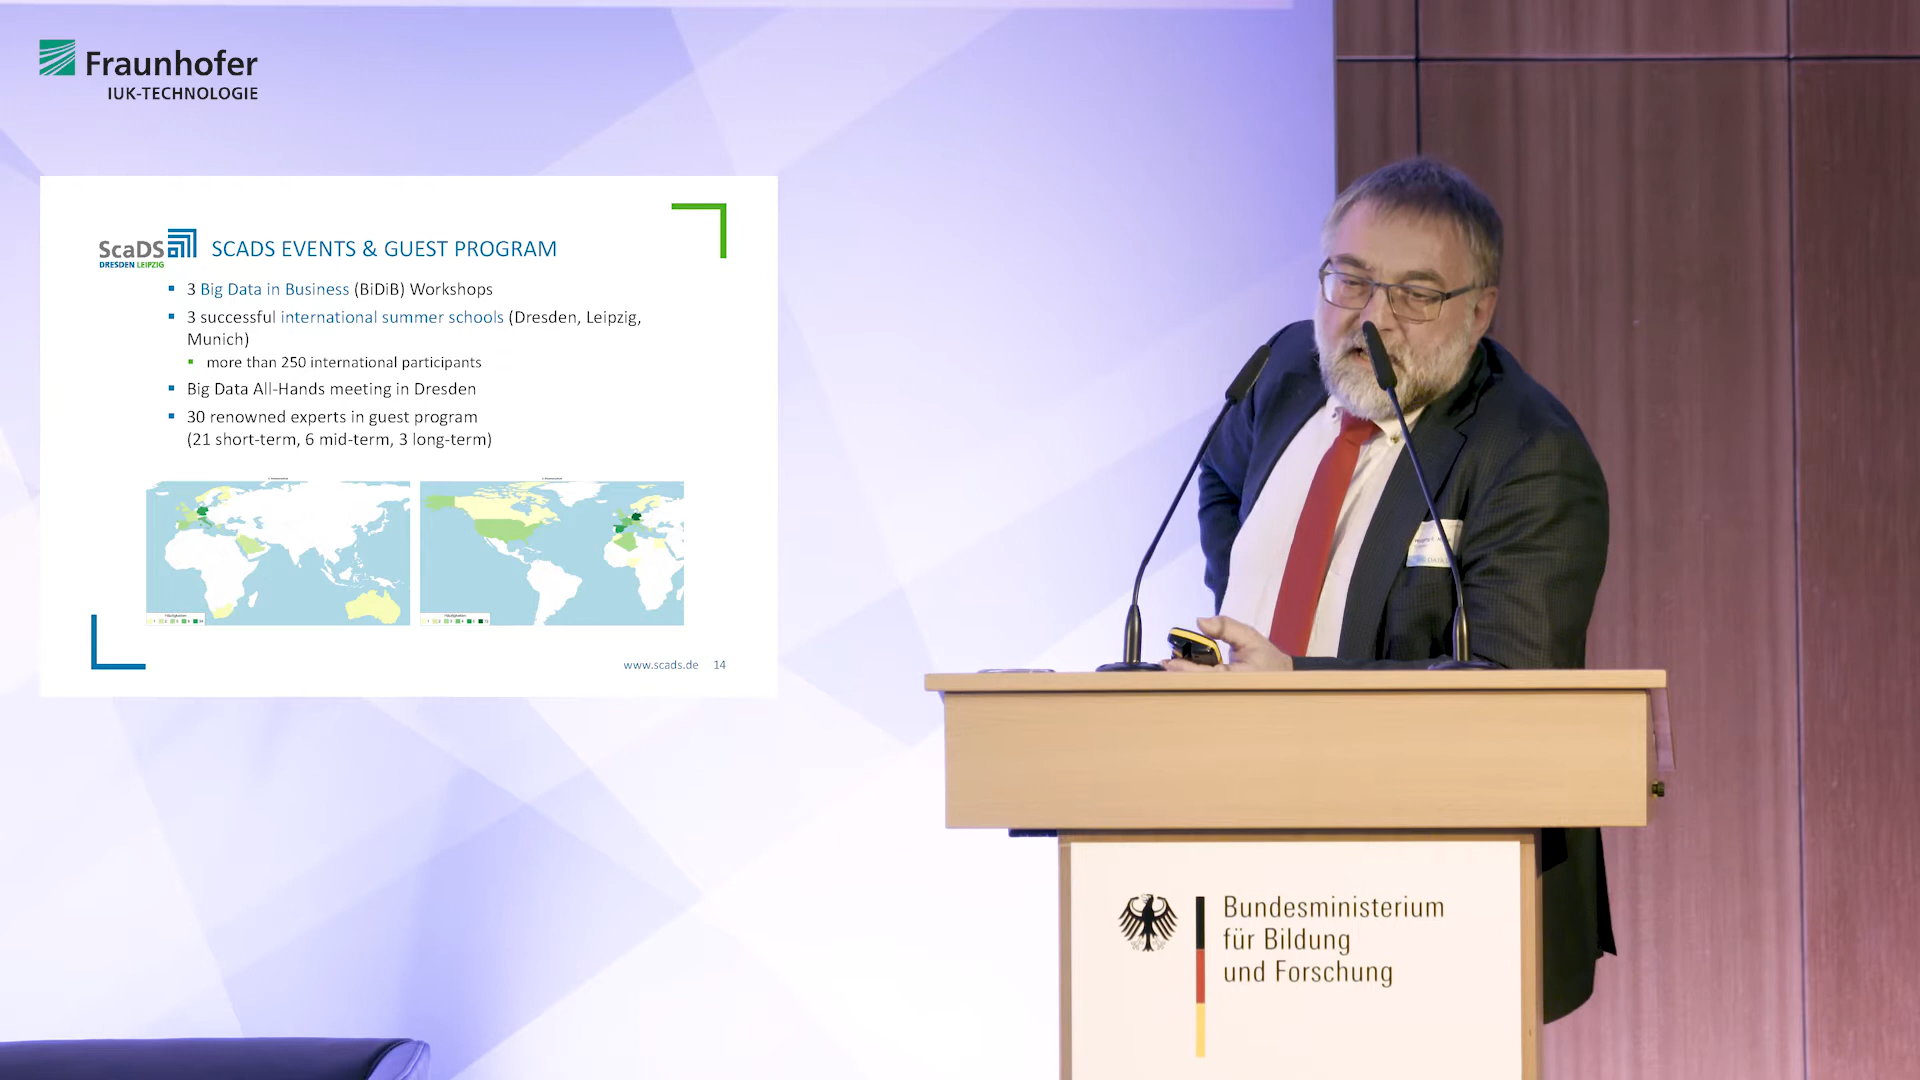 Fraunhofer
IUK-TECHNOLOGIE
ScaDS
DRESDEN LEIPZIG
SCADS EVENTS & GUEST PROGRAM
3 Big Data in Business (BiDiB) Workshops
3 successful international summer schools (Dresden, Leipzig,
Munich)
more than 250 international participants
Big Data All-Hands meeting in Dresden
30 renowned experts in guest program
(21 short-term, 6 mid-term, 3 long-term)
www.scads.de 14
Bundesministerium
für Bildung
und Forschung